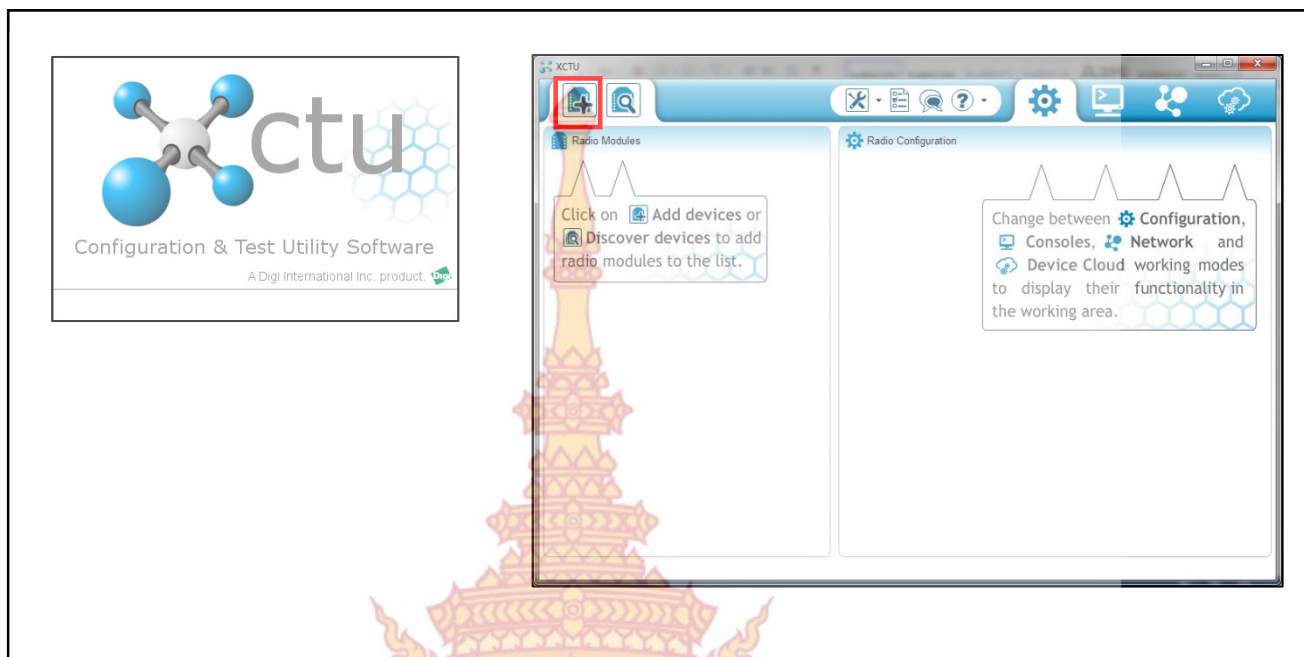 Xctu
Configuration & Test Utility Software
A Digi International Inc. product.
Digi
XCTU
Radio Modules
Radio Configuration
Click on Add devices or
Discover devices to add
radio modules to the list.
Change between Configuration,
Consoles, Network and
Device Cloud working modes
to display their functionality in
the working area.